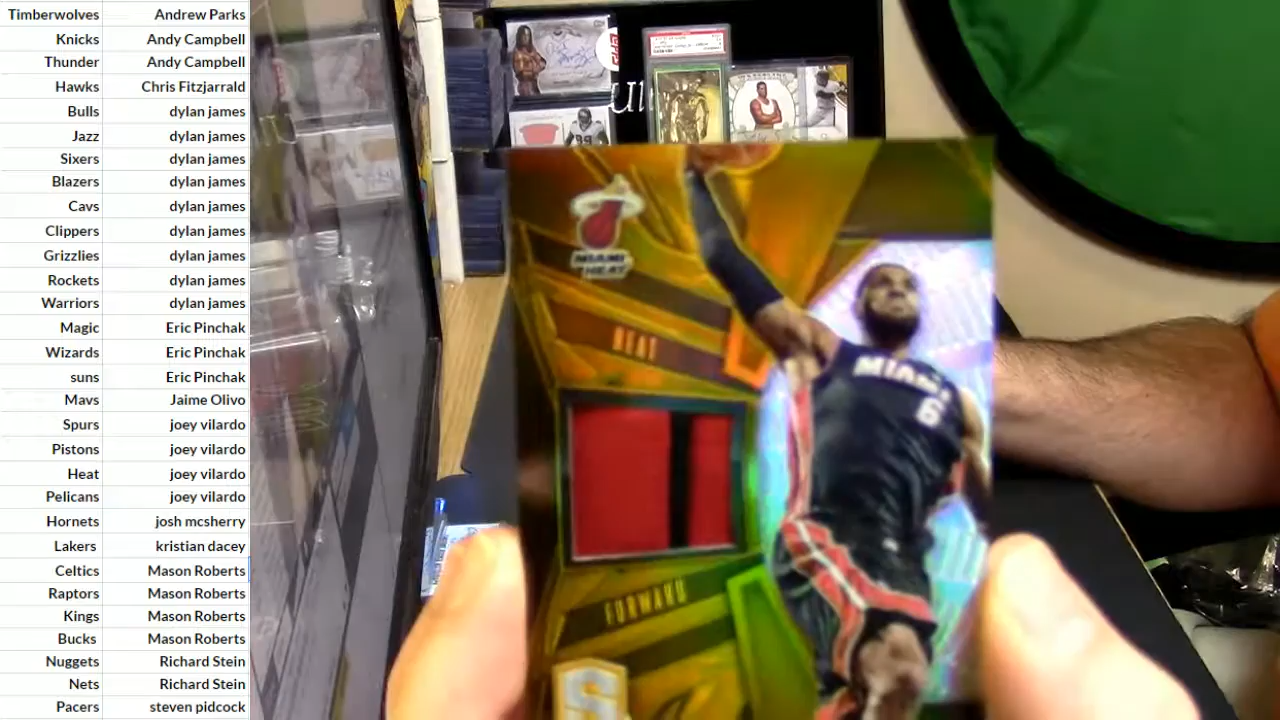 Timberwolves Andrew Parks
Knicks Andy Campbell
Thunder Andy Campbell
Hawks Chris Fitzjarrald
Bulls dylan james
Jazz dylan james
Sixers dylan james
Blazers dylan james
Cavs dylan james
Clippers dylan james
Grizzlies dylan james
Rockets dylan james
Warriors dylan james
Magic Eric Pinchak
Wizards Eric Pinchak
suns Eric Pinchak
Mavs Jaime Olivo
Spurs joey vilardo
Pistons joey vilardo
Heat joey vilardo
Pelicans joey vilardo
Hornets josh mcsherry
Lakers kristian dacey
Celtics Mason Roberts
Raptors Mason Roberts
Kings Mason Roberts
Bucks Mason Roberts
Nuggets Richard Stein
Nets Richard Stein
Pacers steven pidcock
MIAMI
HEAT
HEAT
MIAMI
6
FORWARD